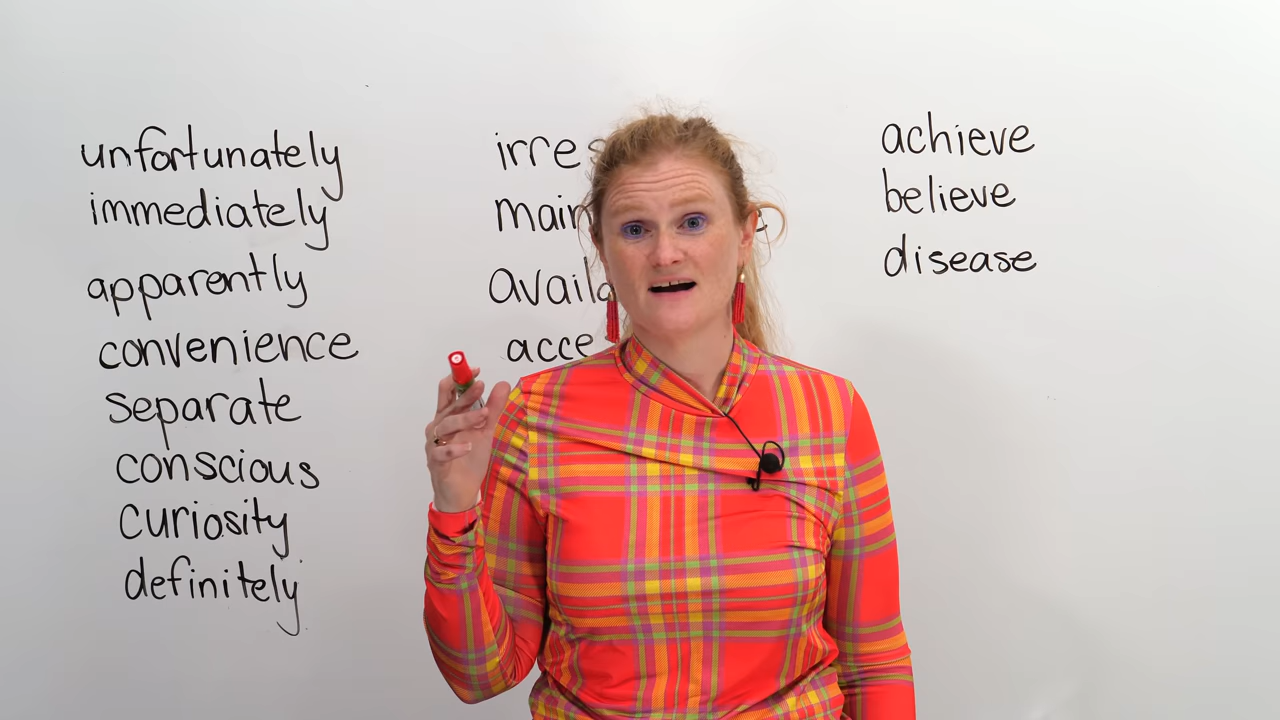 unfortunately
immediately
apparently
convenience
separate
conscious
curiosity
definitely
achieve
believe
disease